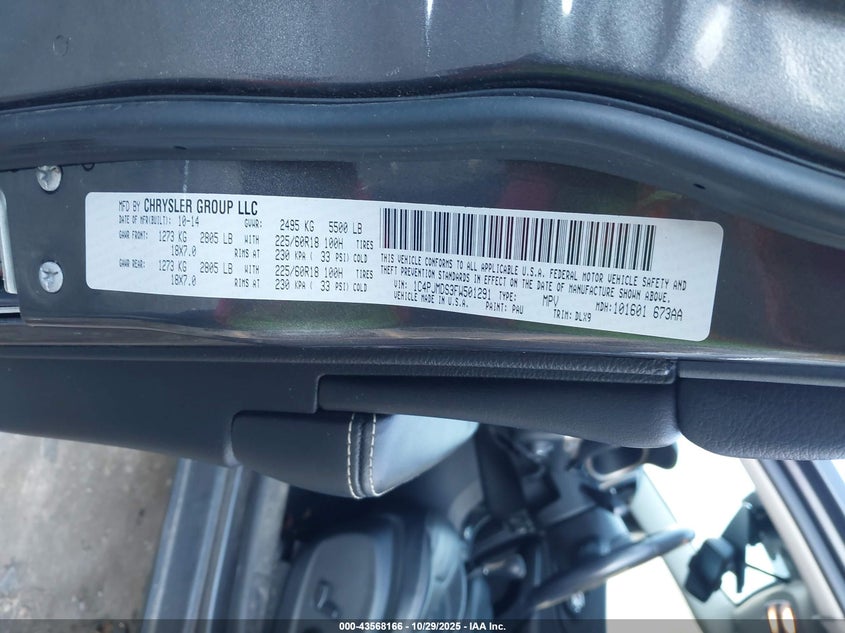 MFD BY CHRYSLER GROUP LLC
DATE OF MFR(BUILT): 10-14 GVWR: 2495 KG 5500 LB
GAWR FRONT: 1273 KG 2805 LB WITH 225/60R18 100H TIRES
18X7.0 RIMS AT 230 KPA ( 33 PSI) COLD
GAWR REAR: 1273 KG 2805 LB WITH 225/60R18 100H TIRES
18X7.0 RIMS AT 230 KPA ( 33 PSI) COLD
THIS VEHICLE CONFORMS TO ALL APPLICABLE U.S.A. FEDERAL MOTOR VEHICLE SAFETY AND
THEFT PREVENTION STANDARDS IN EFFECT ON THE DATE OF MANUFACTURE SHOWN ABOVE.
VIN: 1C4PJMDS3FW501291 TYPE: MPV MDH: 101601 673AA
VEHICLE MADE IN U.S.A. PAINT: PAU TRIM: DLX9
000-43568166 - 10/29/2025 - IAA Inc.